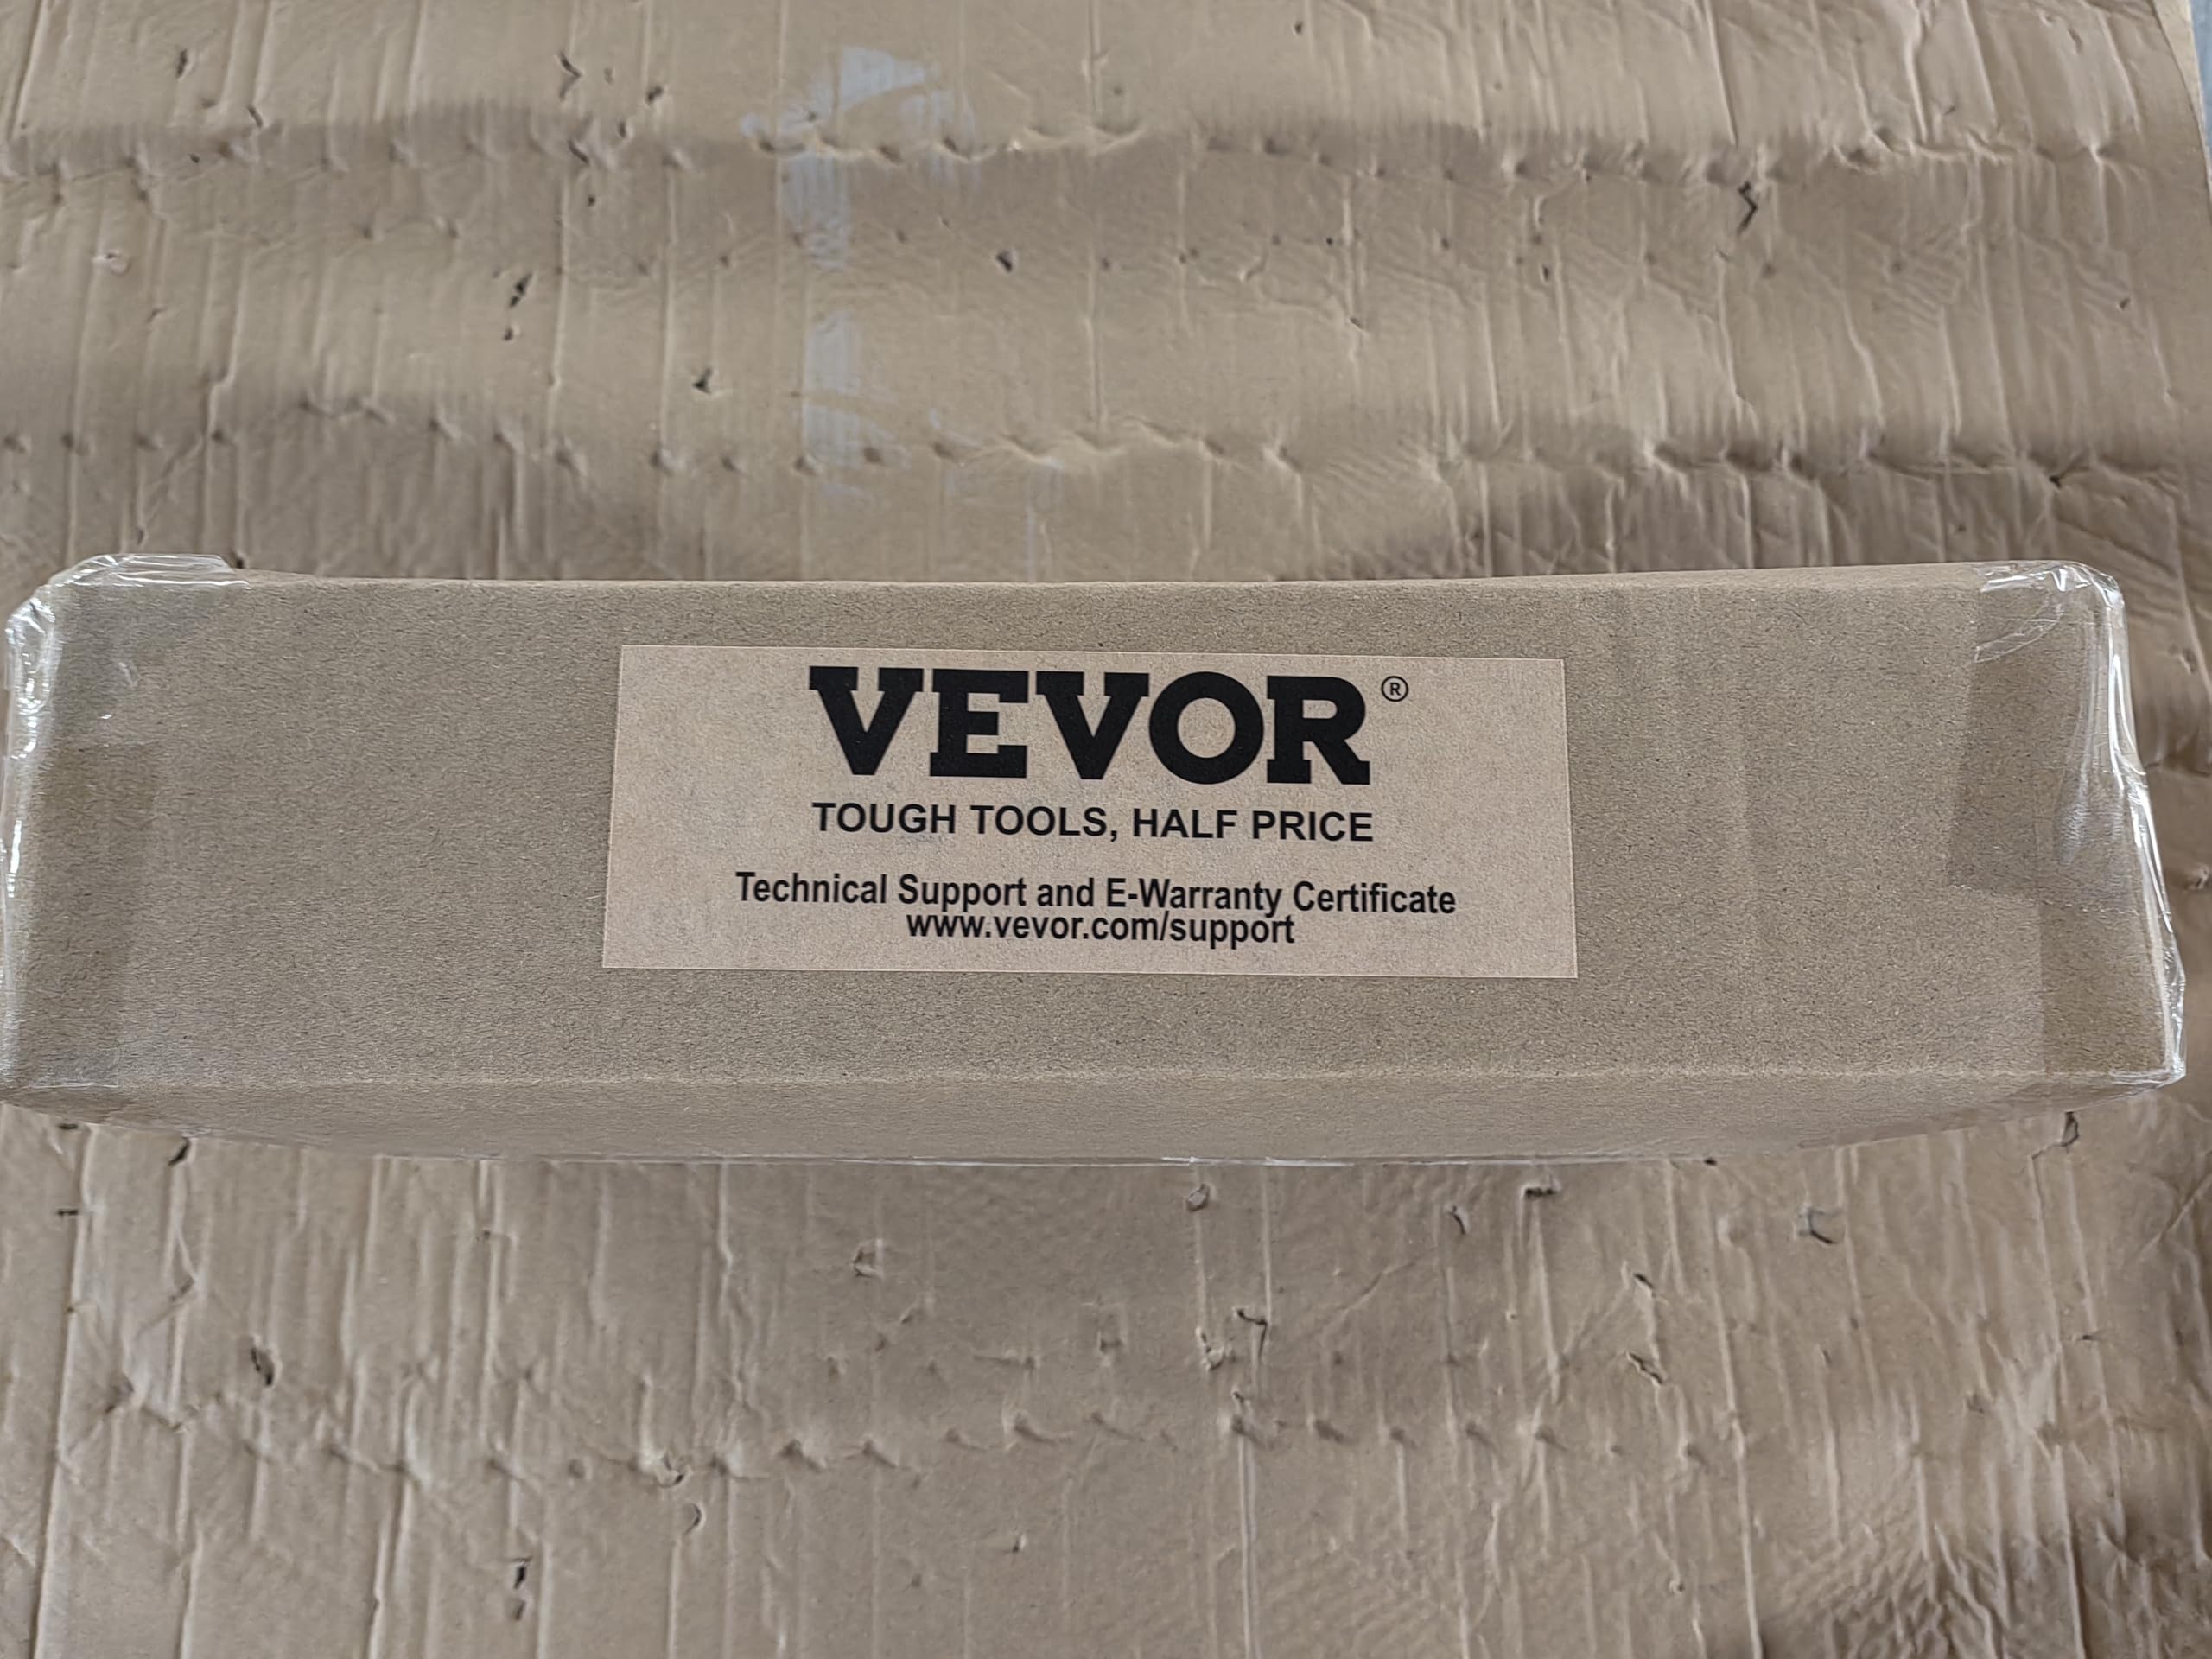 VEVOR®
TOUGH TOOLS, HALF PRICE
Technical Support and E-Warranty Certificate
www.vevor.com/support